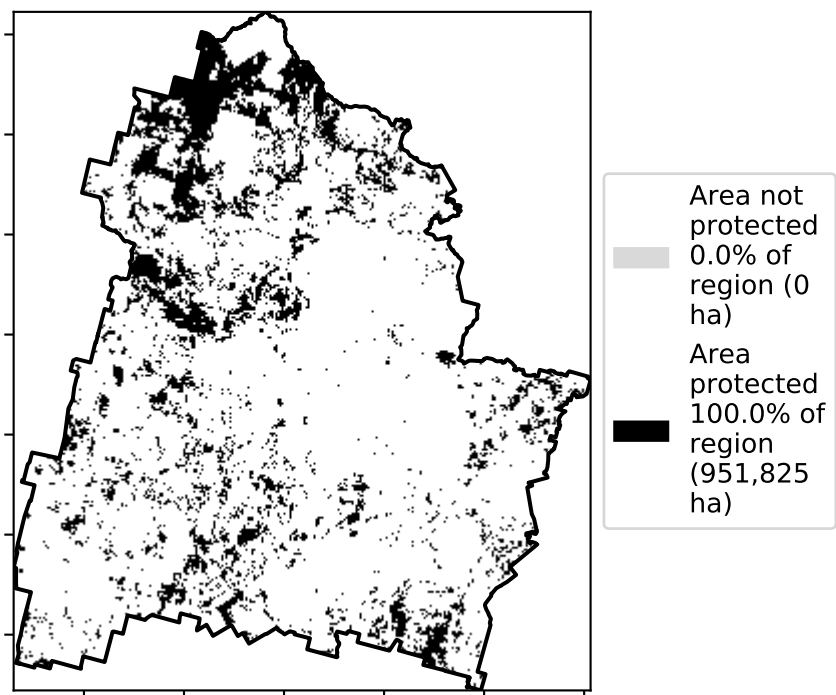 Area not
protected
0.0% of
region (0
ha)
Area
protected
100.0% of
region
(951,825
ha)